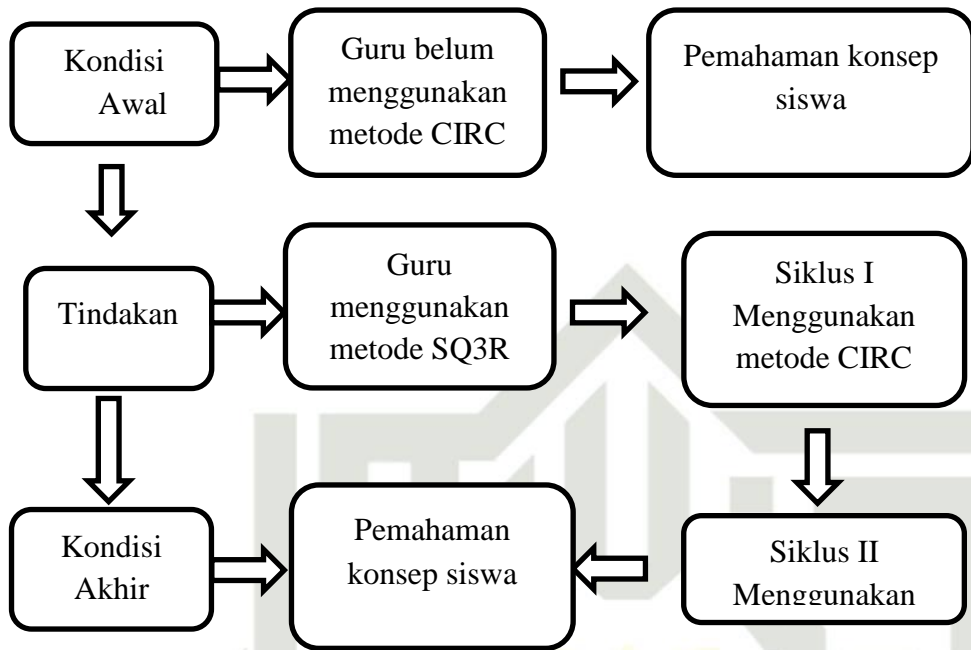 Kondisi
Awal
Guru belum
menggunakan
metode CIRC
Pemahaman konsep
siswa
Tindakan
Guru
menggunakan
metode SQ3R
Siklus I
Menggunakan
metode CIRC
Kondisi
Akhir
Pemahaman
konsep siswa
Siklus II
Menggunakan